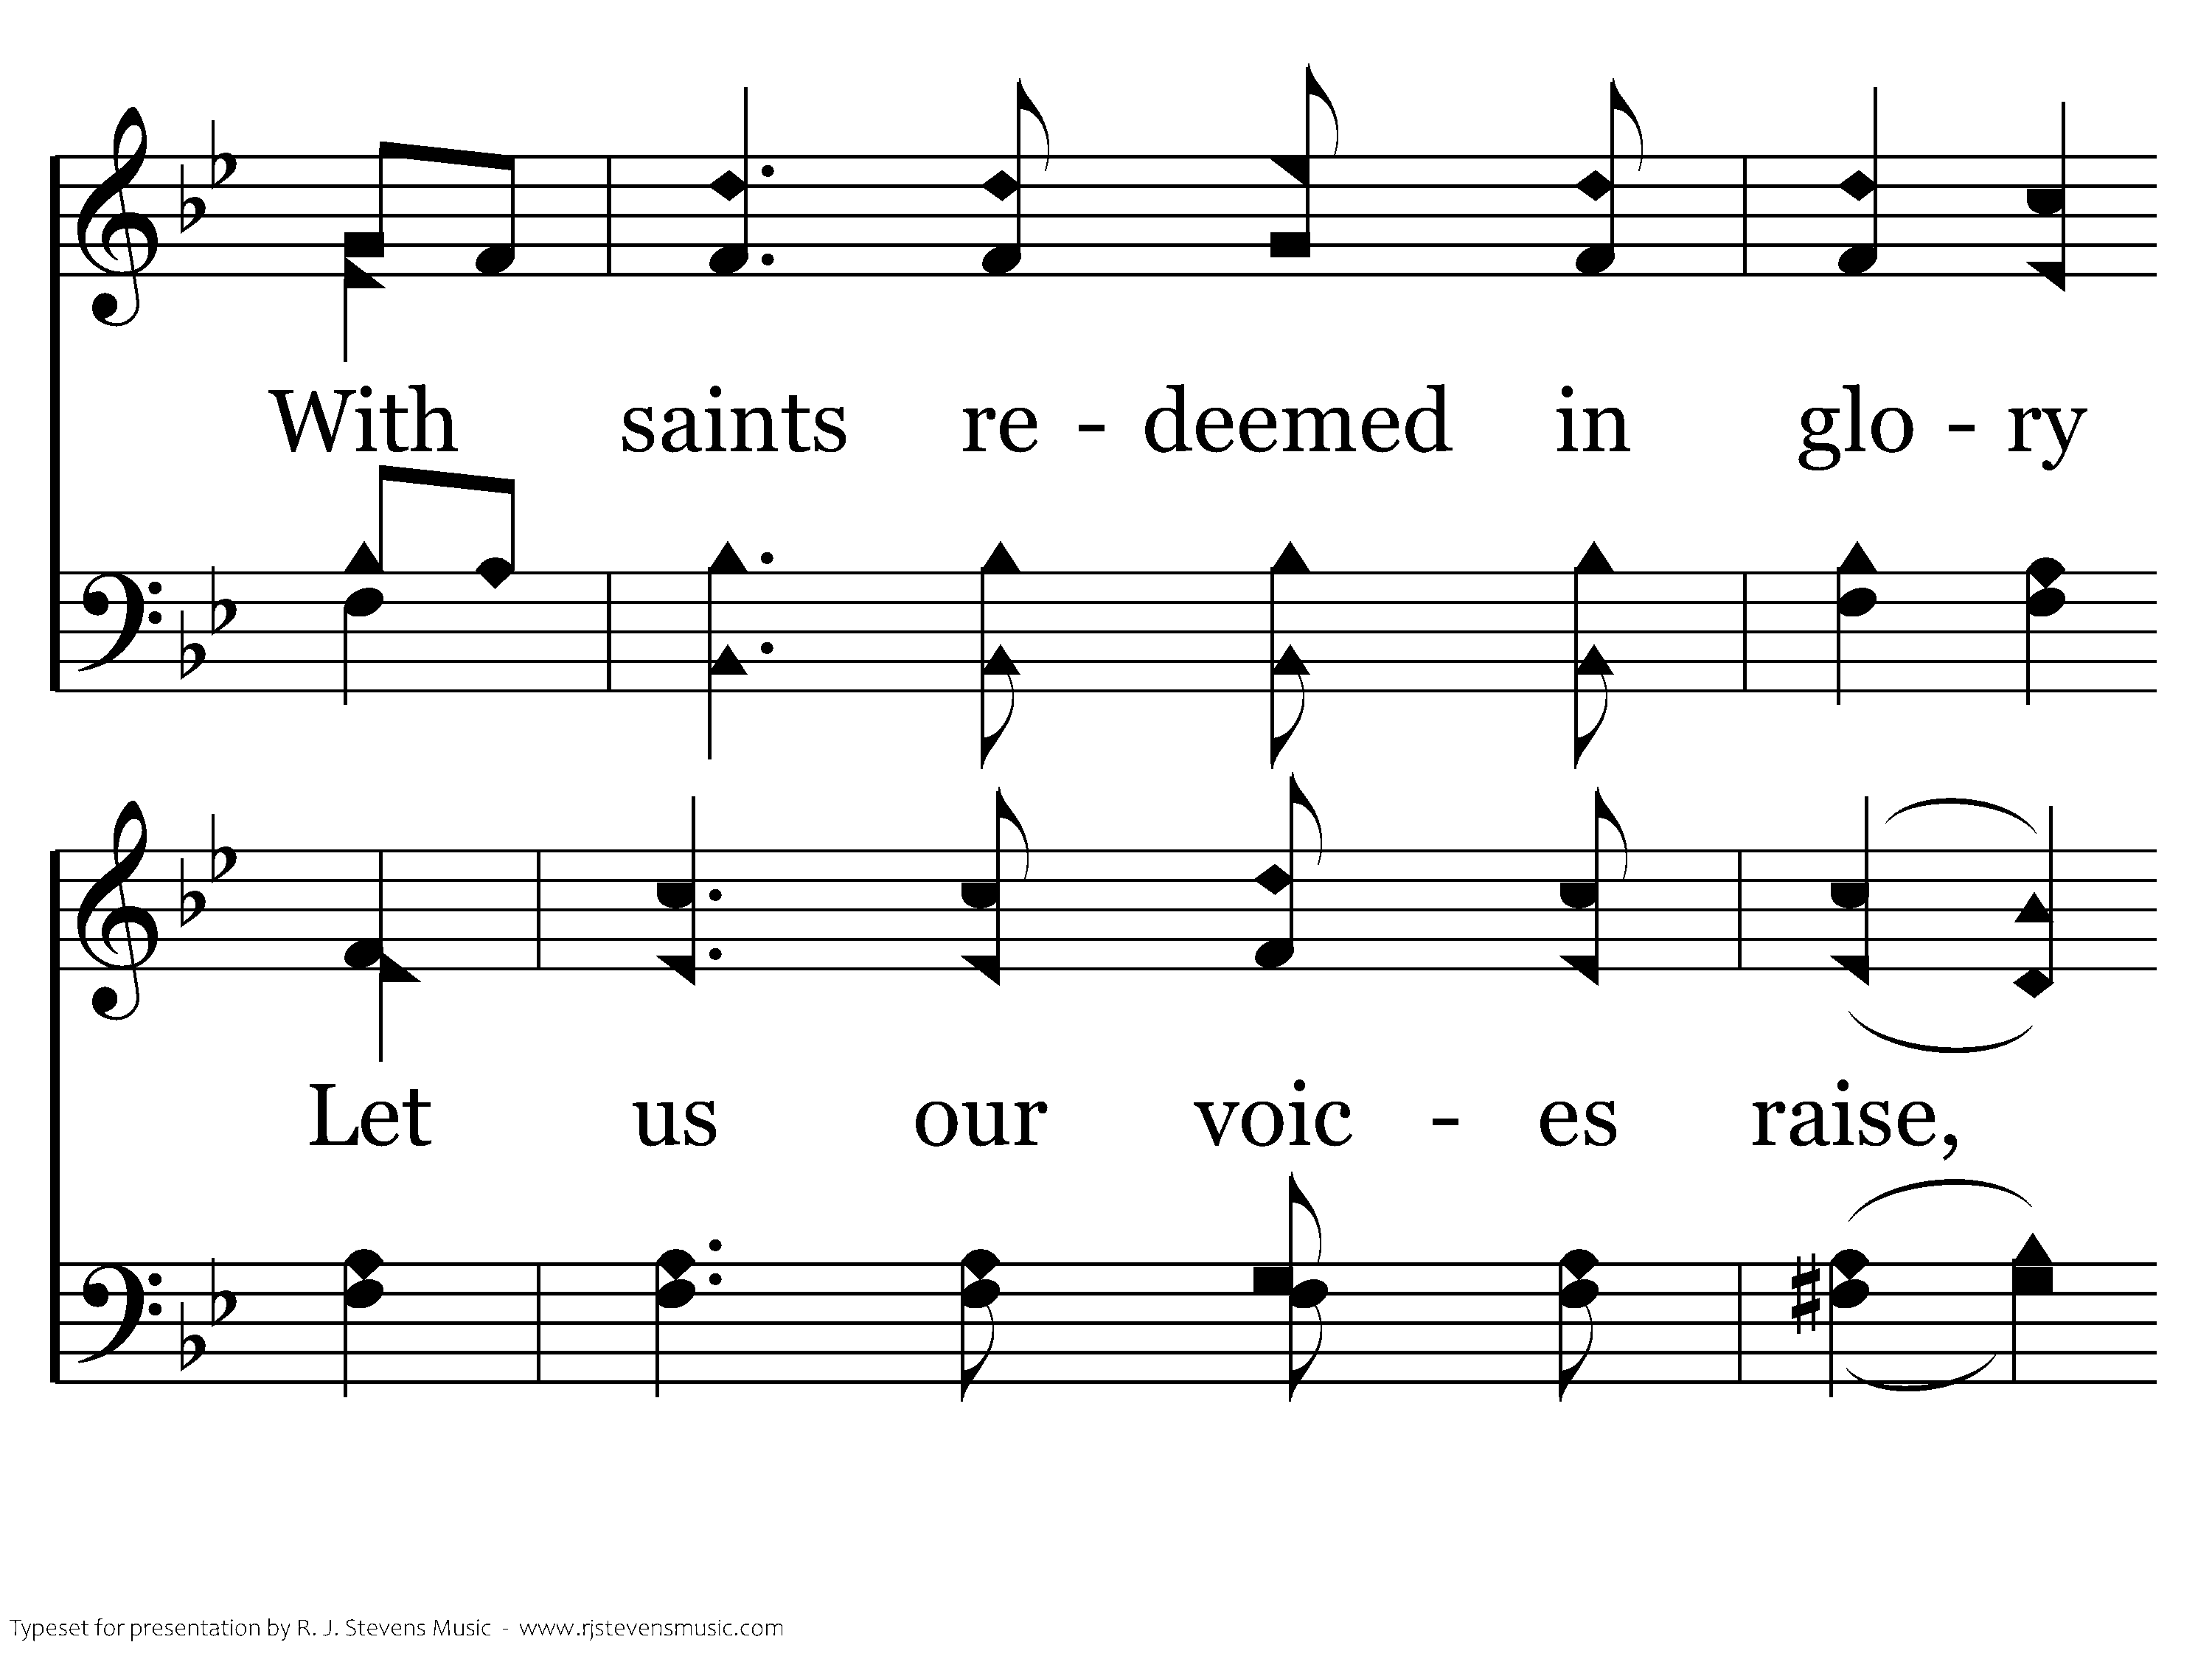 With saints re - deemed in glo - ry
Let us our voic - es raise,
Typeset for presentation by R. J. Stevens Music - www.rjstevensmusic.com